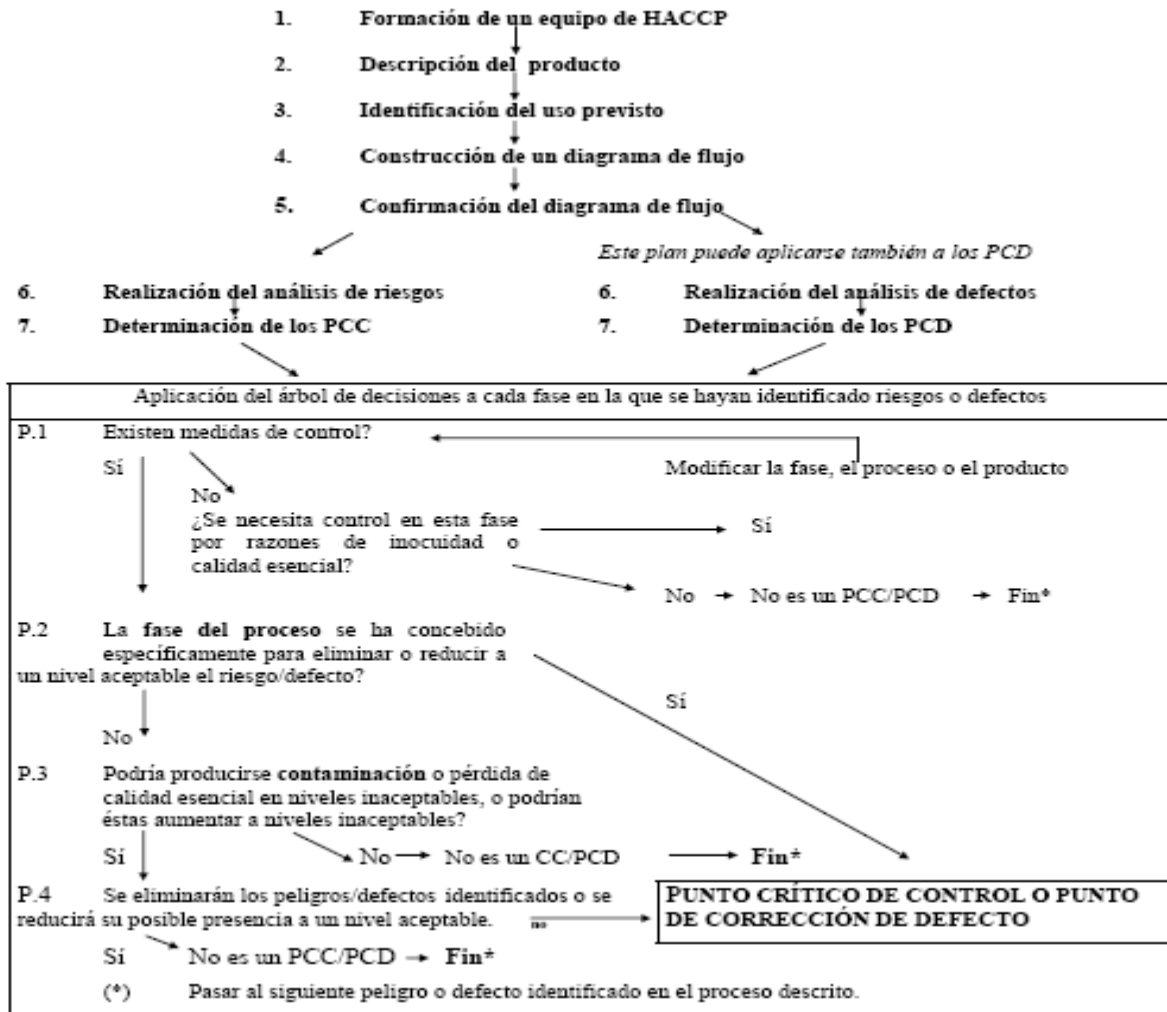 1. Formación de un equipo de HACCP
2. Descripción del producto
3. Identificación del uso previsto
4. Construcción de un diagrama de flujo
5. Confirmación del diagrama de flujo
Este plan puede aplicarse también a los PCD
6. Realización del análisis de riesgos
7. Determinación de los PCC
6. Realización del análisis de defectos
7. Determinación de los PCD
Aplicación del árbol de decisiones a cada fase en la que se hayan identificado riesgos o defectos
P.1 Existen medidas de control?
Sí
Modificar la fase, el proceso o el producto
No
¿Se necesita control en esta fase
por razones de inocuidad o
calidad esencial?
Sí
No → No es un PCC/PCD → Fin*
P.2 La fase del proceso se ha concebido
específicamente para eliminar o reducir a
un nivel aceptable el riesgo/defecto?
Sí
No
P.3 Podría producirse contaminación o pérdida de
calidad esencial en niveles inaceptables, o podrían
éstas aumentar a niveles inaceptables?
Sí No → No es un CC/PCD → Fin*
P.4 Se eliminarán los peligros/defectos identificados o se
reducirá su posible presencia a un nivel aceptable. no
PUNTO CRÍTICO DE CONTROL O PUNTO
DE CORRECCIÓN DE DEFECTO
Sí No es un PCC/PCD → Fin*
(*) Pasar al siguiente peligro o defecto identificado en el proceso descrito.